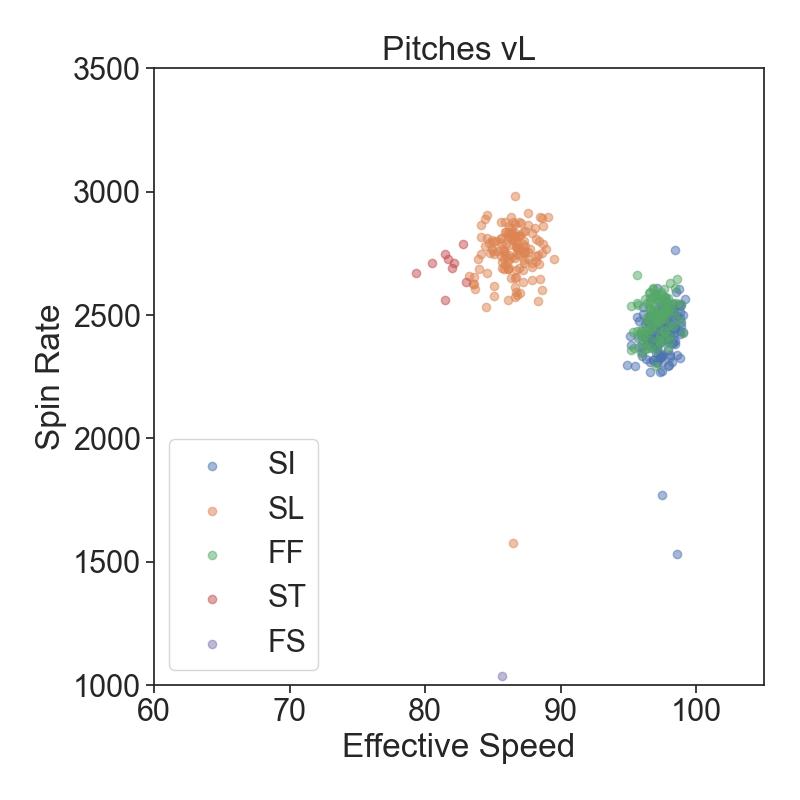 Pitches vL
3500
3000
2500
2000
1500
1000
Spin Rate
SI
SL
FF
ST
FS
60 70 80 90 100
Effective Speed